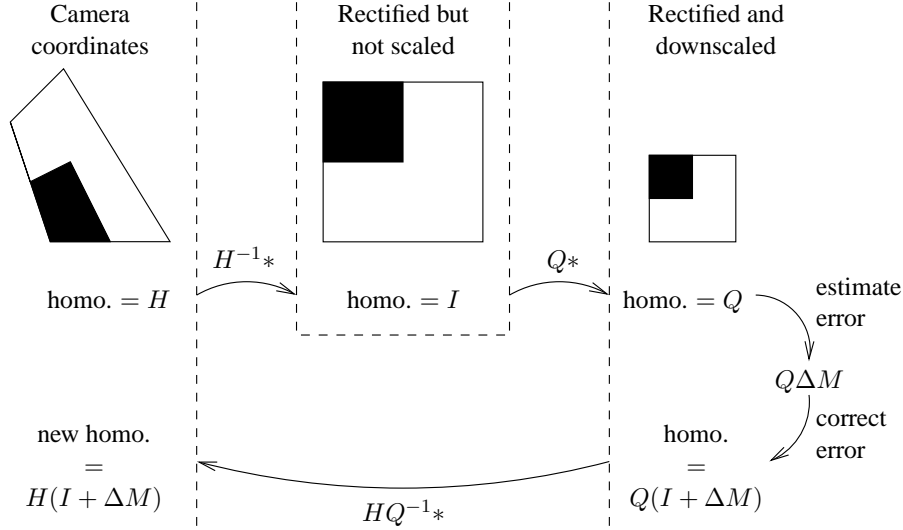 Camera
coordinates
Rectified but
not scaled
Rectified and
downscaled
H⁻¹∗
Q∗
homo. = H
homo. = I
homo. = Q
estimate
error
QΔM
correct
error
new homo.
=
H(I + ΔM)
homo.
=
Q(I + ΔM)
HQ⁻¹∗